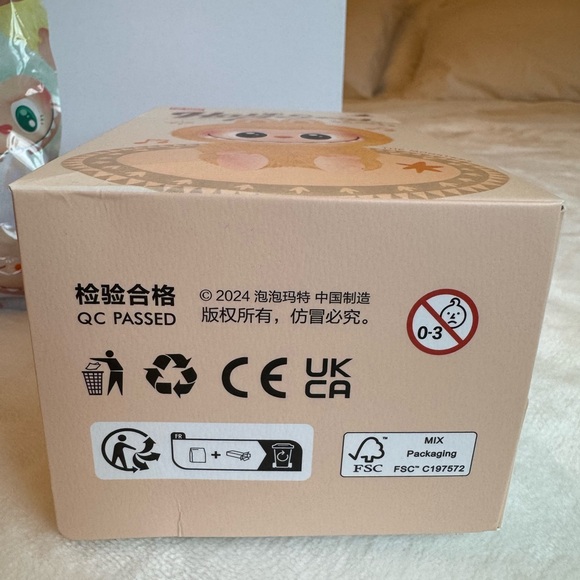 检验合格
QC PASSED
© 2024 泡泡玛特 中国制造
版权所有，仿冒必究。
0-3
CE
UK
CA
FR
+
FSC™
MIX
Packaging
FSC™ C197572